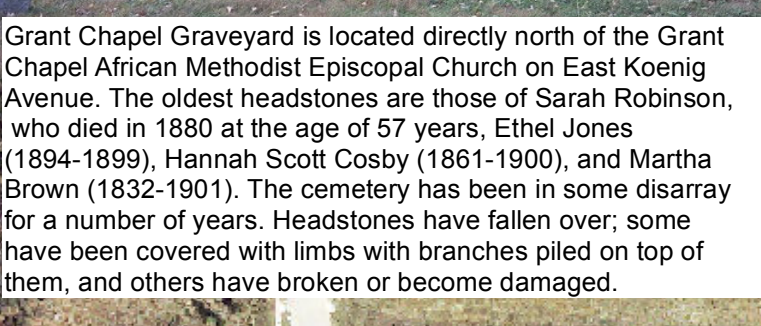 Grant Chapel Graveyard is located directly north of the Grant
Chapel African Methodist Episcopal Church on East Koenig
Avenue. The oldest headstones are those of Sarah Robinson,
who died in 1880 at the age of 57 years, Ethel Jones
(1894-1899), Hannah Scott Cosby (1861-1900), and Martha
Brown (1832-1901). The cemetery has been in some disarray
for a number of years. Headstones have fallen over; some
have been covered with limbs with branches piled on top of
them, and others have broken or become damaged.